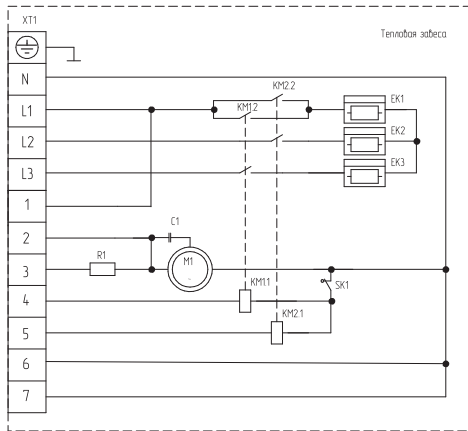 XT1
Тепловая завеса
N
KM2.2
L1
KM1.2
EK1
L2
EK2
L3
EK3
1
C1
2
R1
M1
3
SK1
KM1.1
4
KM2.1
5
6
7